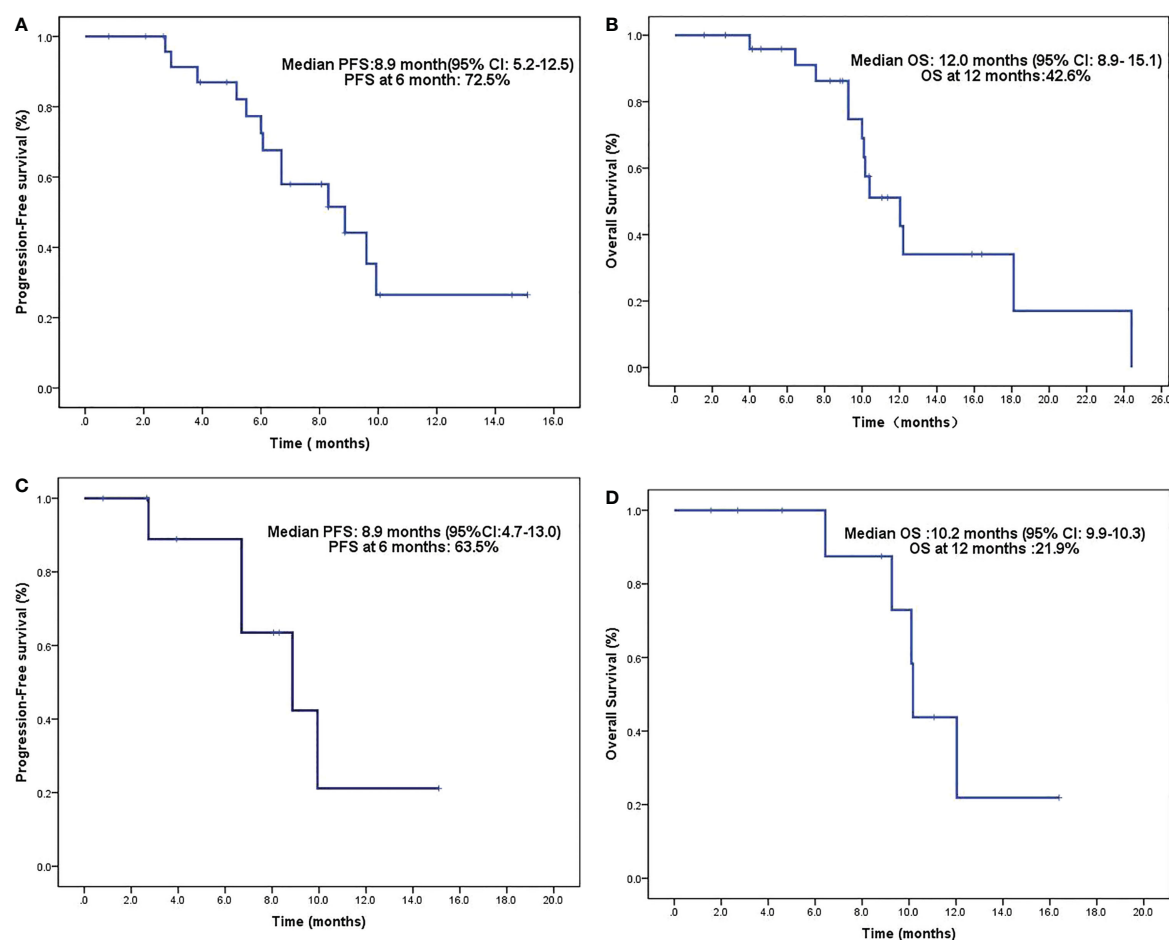 A
Median PFS:8.9 month(95% CI: 5.2-12.5)
PFS at 6 month: 72.5%
Progression-Free survival (%)
1.0
0.8
0.6
0.4
0.2
0.0
.0 2.0 4.0 6.0 8.0 10.0 12.0 14.0 16.0
Time ( months)
B
Median OS: 12.0 months (95% CI: 8.9- 15.1)
OS at 12 months:42.6%
Overall Survival (%)
1.0
0.8
0.6
0.4
0.2
0.0
.0 2.0 4.0 6.0 8.0 10.0 12.0 14.0 16.0 18.0 20.0 22.0 24.0 26.0
Time（months）
C
Median PFS: 8.9 months (95%CI:4.7-13.0)
PFS at 6 months: 63.5%
Progression-Free survival (%)
1.0
0.8
0.6
0.4
0.2
0.0
.0 2.0 4.0 6.0 8.0 10.0 12.0 14.0 16.0 18.0 20.0
Time (months)
D
Median OS :10.2 months (95% CI: 9.9-10.3)
OS at 12 months :21.9%
Overall Survival (%)
1.0
0.8
0.6
0.4
0.2
0.0
.0 2.0 4.0 6.0 8.0 10.0 12.0 14.0 16.0 18.0 20.0
Time (months)